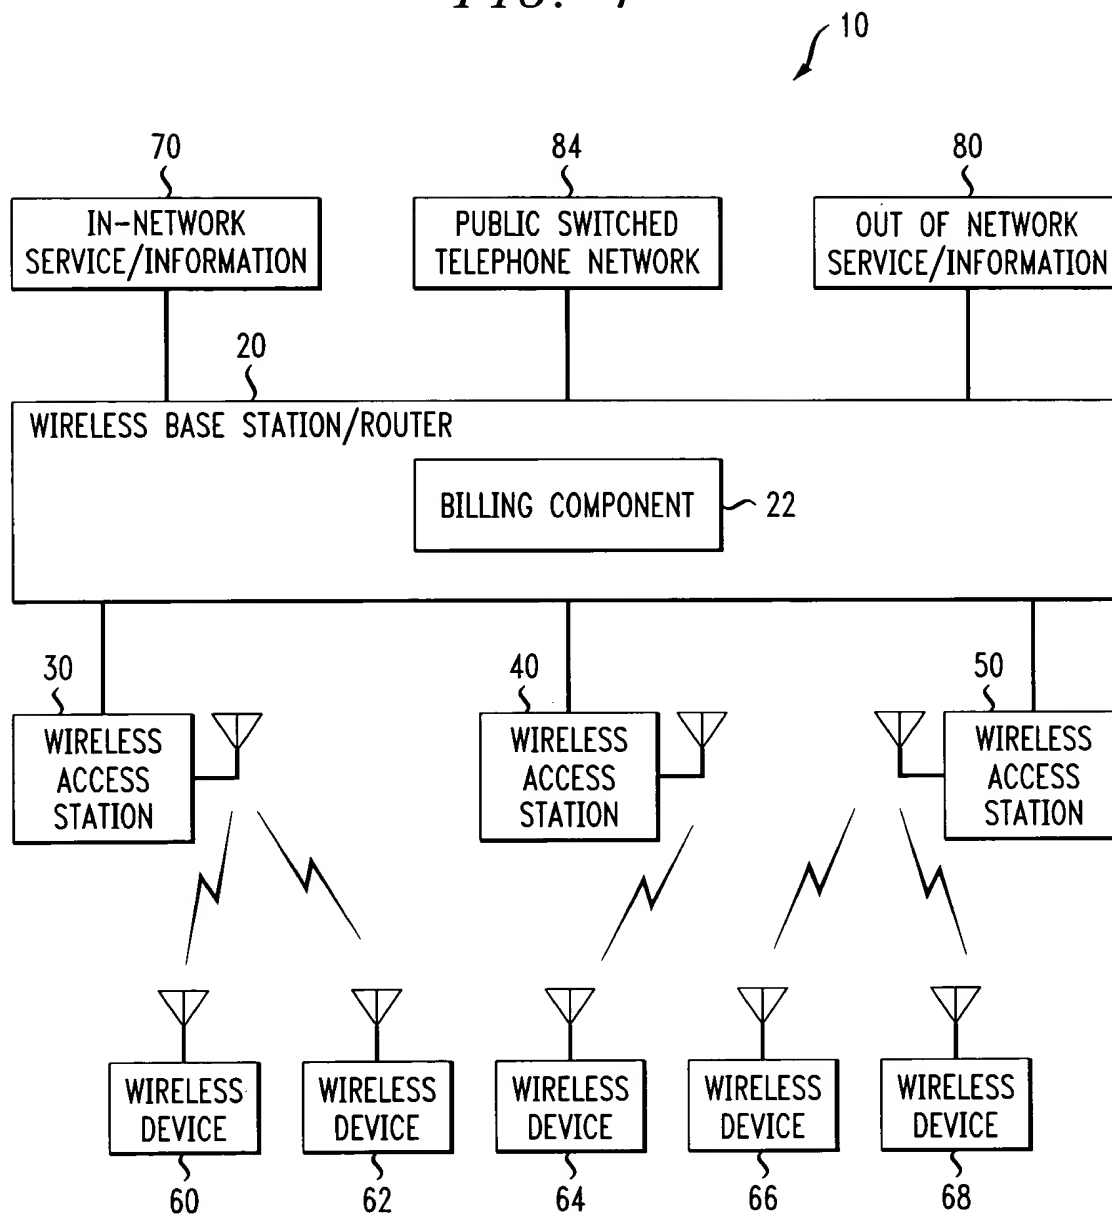 10
70
84
80
IN-NETWORK
SERVICE/INFORMATION
PUBLIC SWITCHED
TELEPHONE NETWORK
OUT OF NETWORK
SERVICE/INFORMATION
20
WIRELESS BASE STATION/ROUTER
BILLING COMPONENT
22
30
40
50
WIRELESS
ACCESS
STATION
WIRELESS
ACCESS
STATION
WIRELESS
ACCESS
STATION
WIRELESS
DEVICE
WIRELESS
DEVICE
WIRELESS
DEVICE
WIRELESS
DEVICE
WIRELESS
DEVICE
60
62
64
66
68